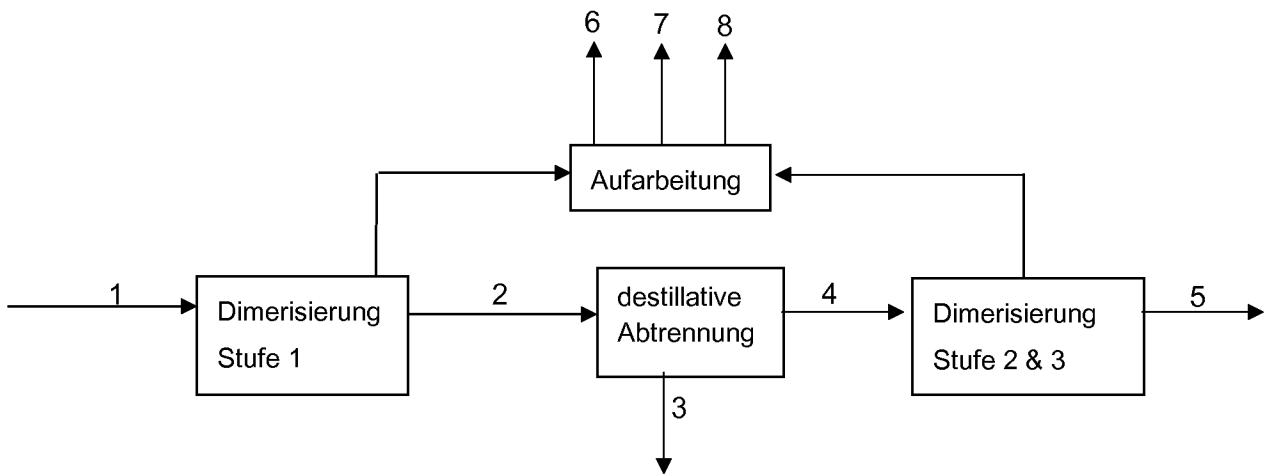 6 7 8
Aufarbeitung
1
Dimerisierung
Stufe 1
2
destillative
Abtrennung
3
4
Dimerisierung
Stufe 2 & 3
5